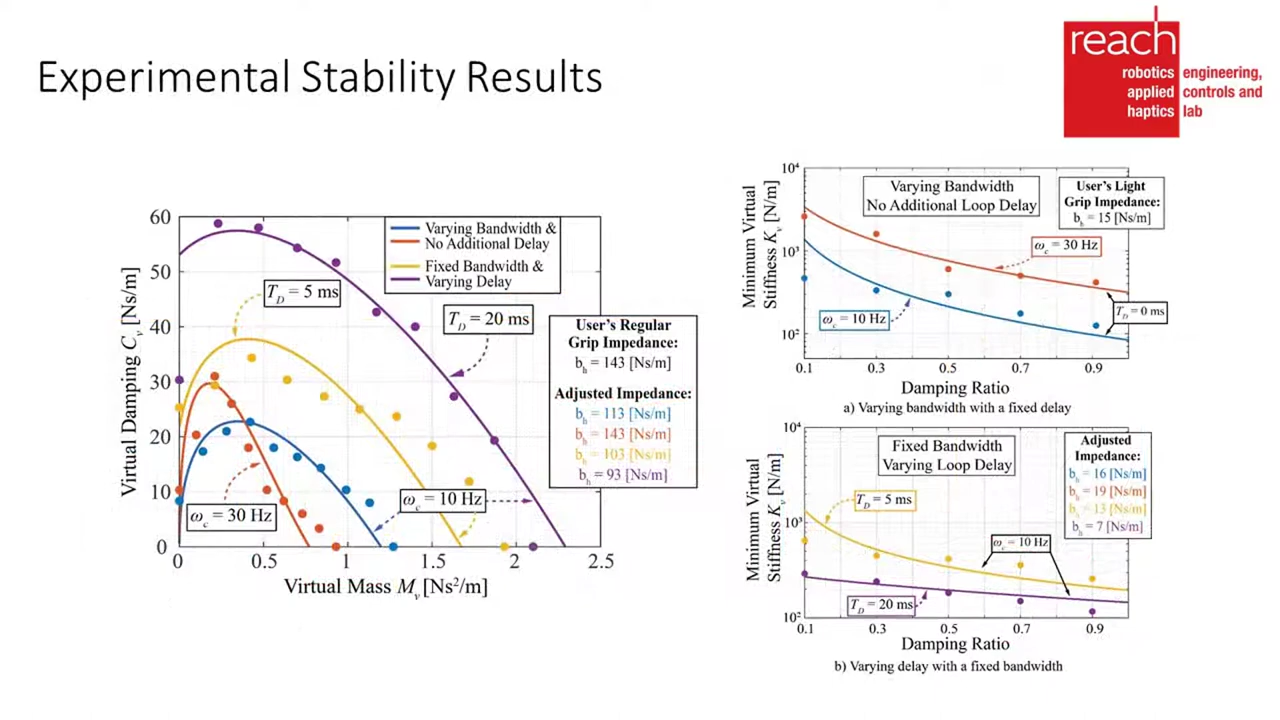 Experimental Stability Results
reach
robotics engineering,
applied controls and
haptics lab
Virtual Damping Cᵥ [Ns/m]
60
50
40
30
20
10
0
0
0.5
1
1.5
2
2.5
Virtual Mass Mᵥ [Ns²/m]
Varying Bandwidth &
No Additional Delay
Fixed Bandwidth &
Varying Delay
T_D = 5 ms
T_D = 20 ms
ω_c = 30 Hz
ω_c = 10 Hz
User's Regular
Grip Impedance:
b_h = 143 [Ns/m]
Adjusted Impedance:
b_h = 113 [Ns/m]
b_h = 143 [Ns/m]
b_h = 103 [Ns/m]
b_h = 93 [Ns/m]
Minimum Virtual
Stiffness Kᵥ [N/m]
10⁴
10³
10²
Varying Bandwidth
No Additional Loop Delay
User's Light
Grip Impedance:
b_h = 15 [Ns/m]
ω_c = 30 Hz
ω_c = 10 Hz
T_D = 0 ms
0.1
0.3
0.5
0.7
0.9
Damping Ratio
a) Varying bandwidth with a fixed delay
Minimum Virtual
Stiffness Kᵥ [N/m]
10⁴
10³
10²
Fixed Bandwidth
Varying Loop Delay
Adjusted
Impedance:
b_h = 16 [Ns/m]
b_h = 19 [Ns/m]
b_h = 13 [Ns/m]
b_h = 7 [Ns/m]
T_D = 5 ms
ω_c = 10 Hz
T_D = 20 ms
0.1
0.3
0.5
0.7
0.9
Damping Ratio
b) Varying delay with a fixed bandwidth